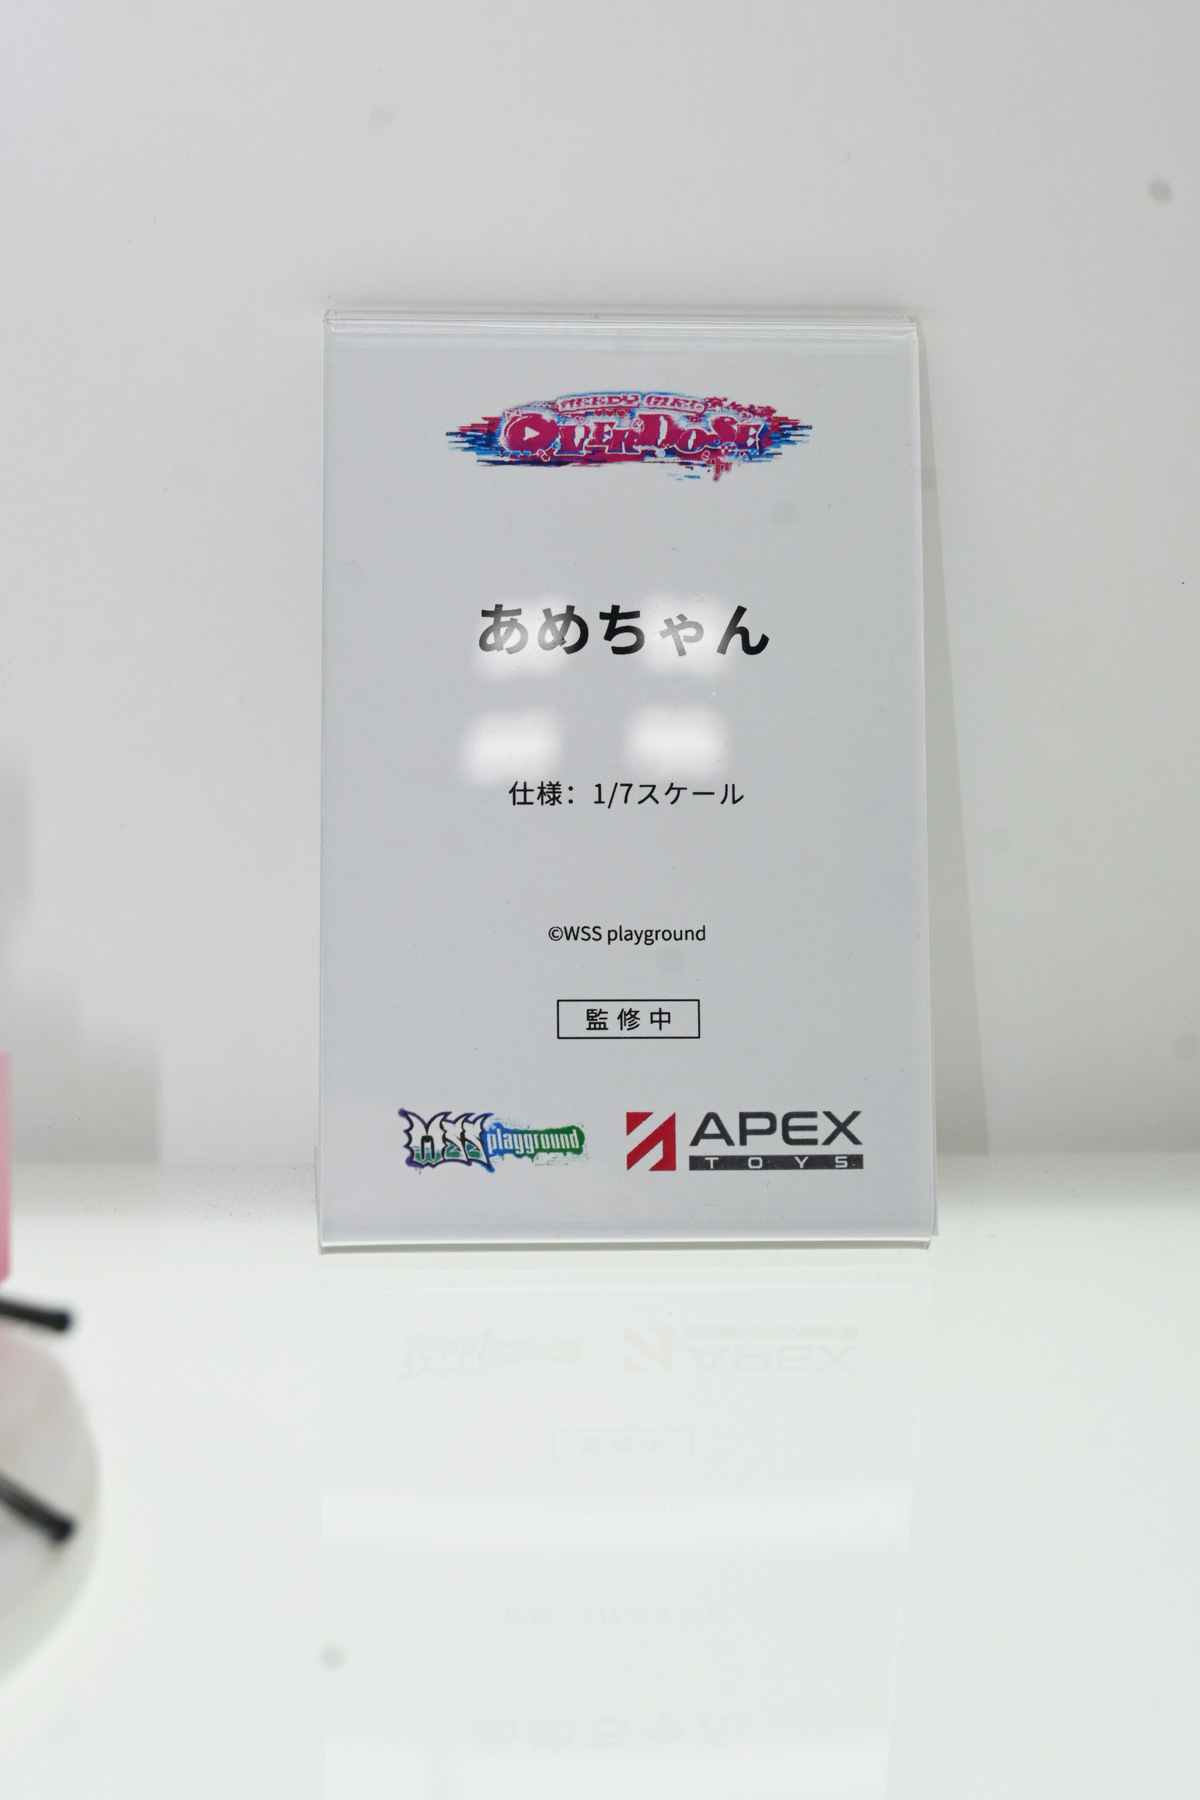 NEEDY GIRL
OVERDOSE
あめちゃん
仕様：1/7スケール
©WSS playground
監修中
WSS playground
APEX
TOYS.